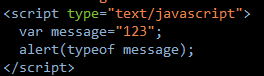 <script type="text/javascript">
  var message="123";
  alert(typeof message);
</script>